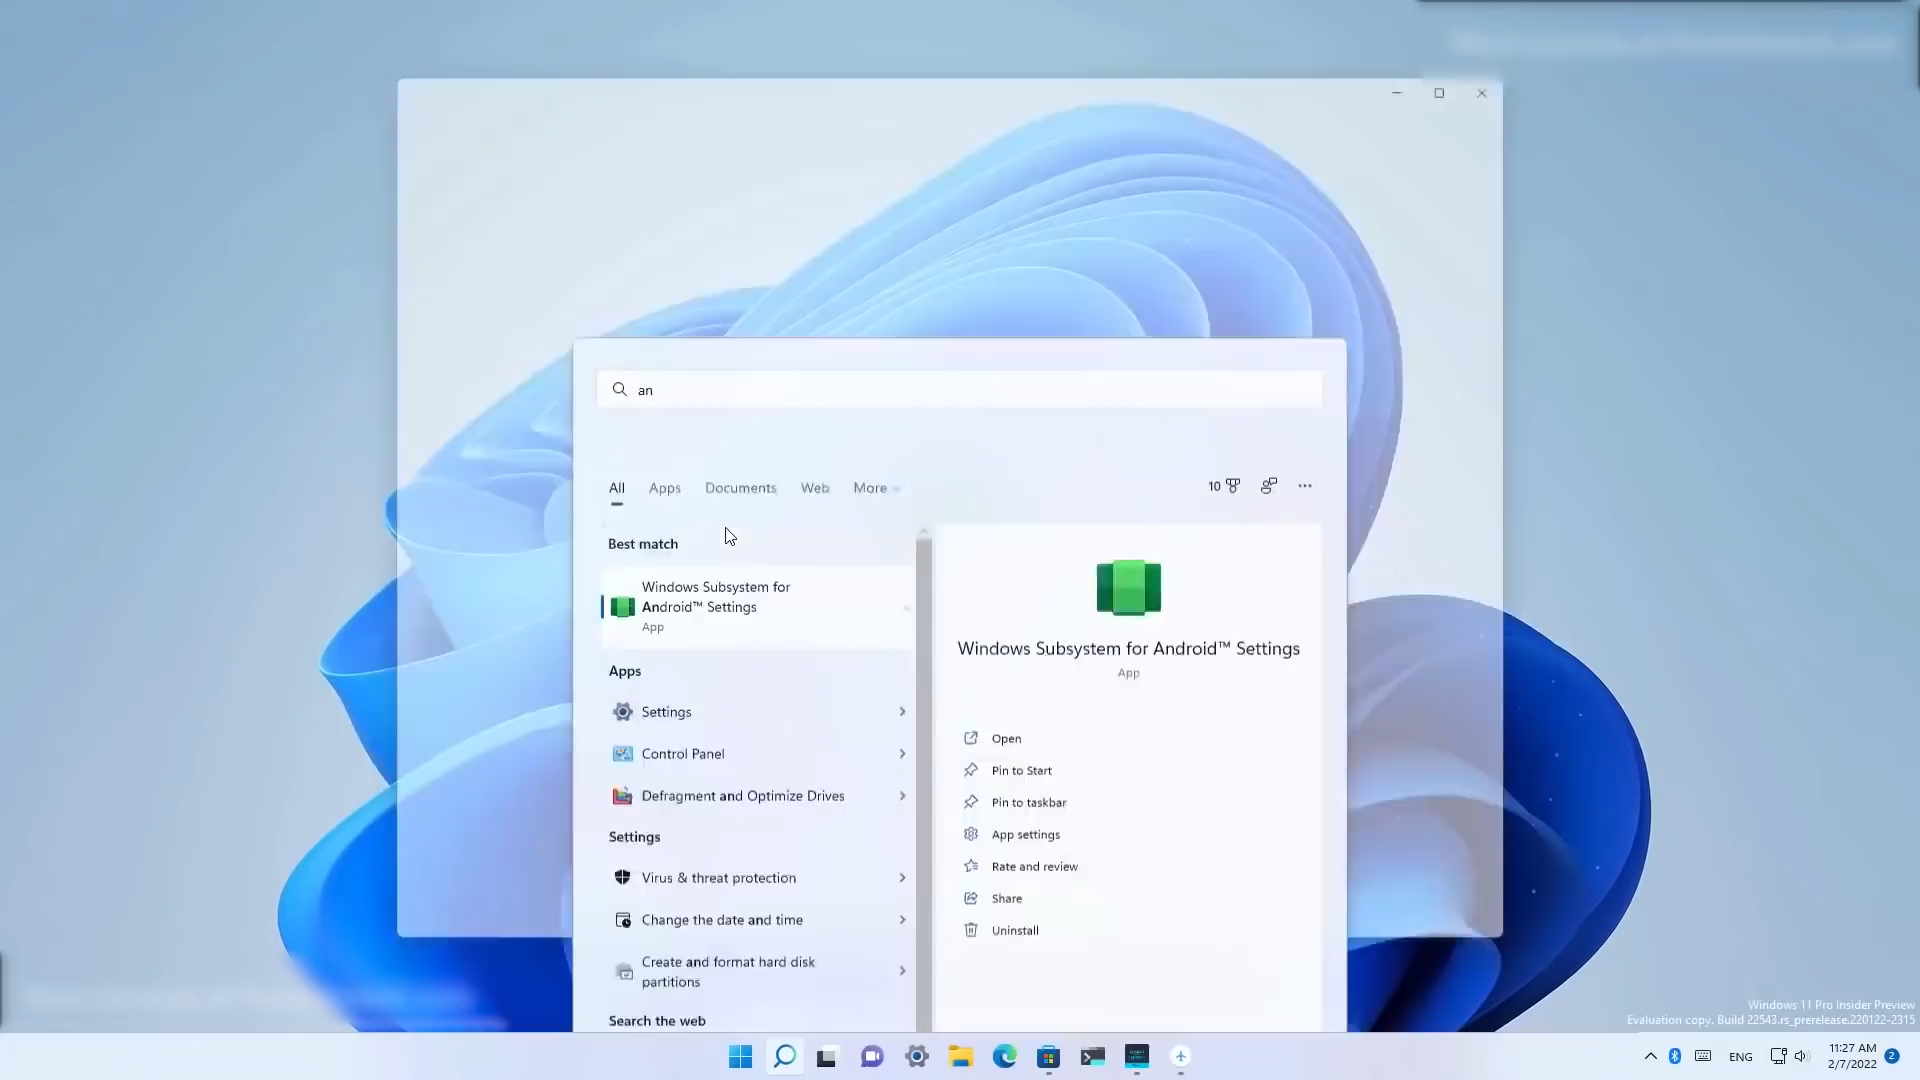 an
All Apps Documents Web More
10
Best match
Windows Subsystem for
Android™ Settings
App
Apps
Settings
Control Panel
Defragment and Optimize Drives
Settings
Virus & threat protection
Change the date and time
Create and format hard disk
partitions
Search the web
Windows Subsystem for Android™ Settings
App
Open
Pin to Start
Pin to taskbar
App settings
Rate and review
Share
Uninstall
Windows 11 Pro Insider Preview
Evaluation copy. Build 22543.rs_prerelease.220122-2315
ENG
11:27 AM
2/7/2022
2